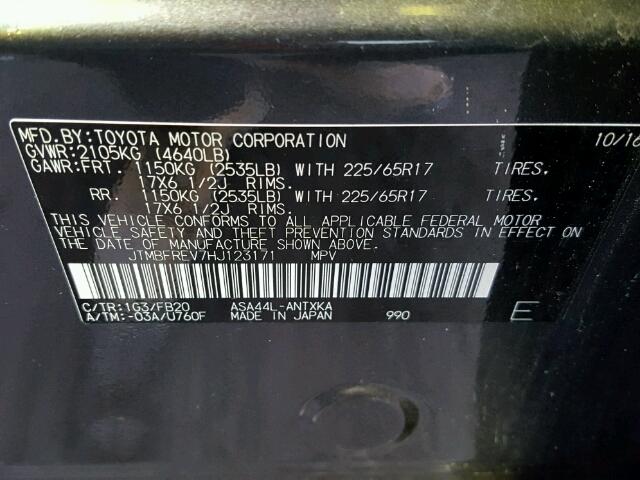 MFD.BY:TOYOTA MOTOR CORPORATION 10/16
GVWR:2105KG (4640LB)
GAWR:FRT. 1150KG (2535LB) WITH 225/65R17 TIRES.
17X6 1/2J RIMS.
RR. 1150KG (2535LB) WITH 225/65R17 TIRES.
17X6 1/2J RIMS.
THIS VEHICLE CONFORMS TO ALL APPLICABLE FEDERAL MOTOR
VEHICLE SAFETY AND THEFT PREVENTION STANDARDS IN EFFECT ON
THE DATE OF MANUFACTURE SHOWN ABOVE.
JTMBFREV7HJ123171 MPV
C/TR:1G3/FB20 ASA44L-ANTXKA
A/TM:-03A/U760F MADE IN JAPAN 990 E